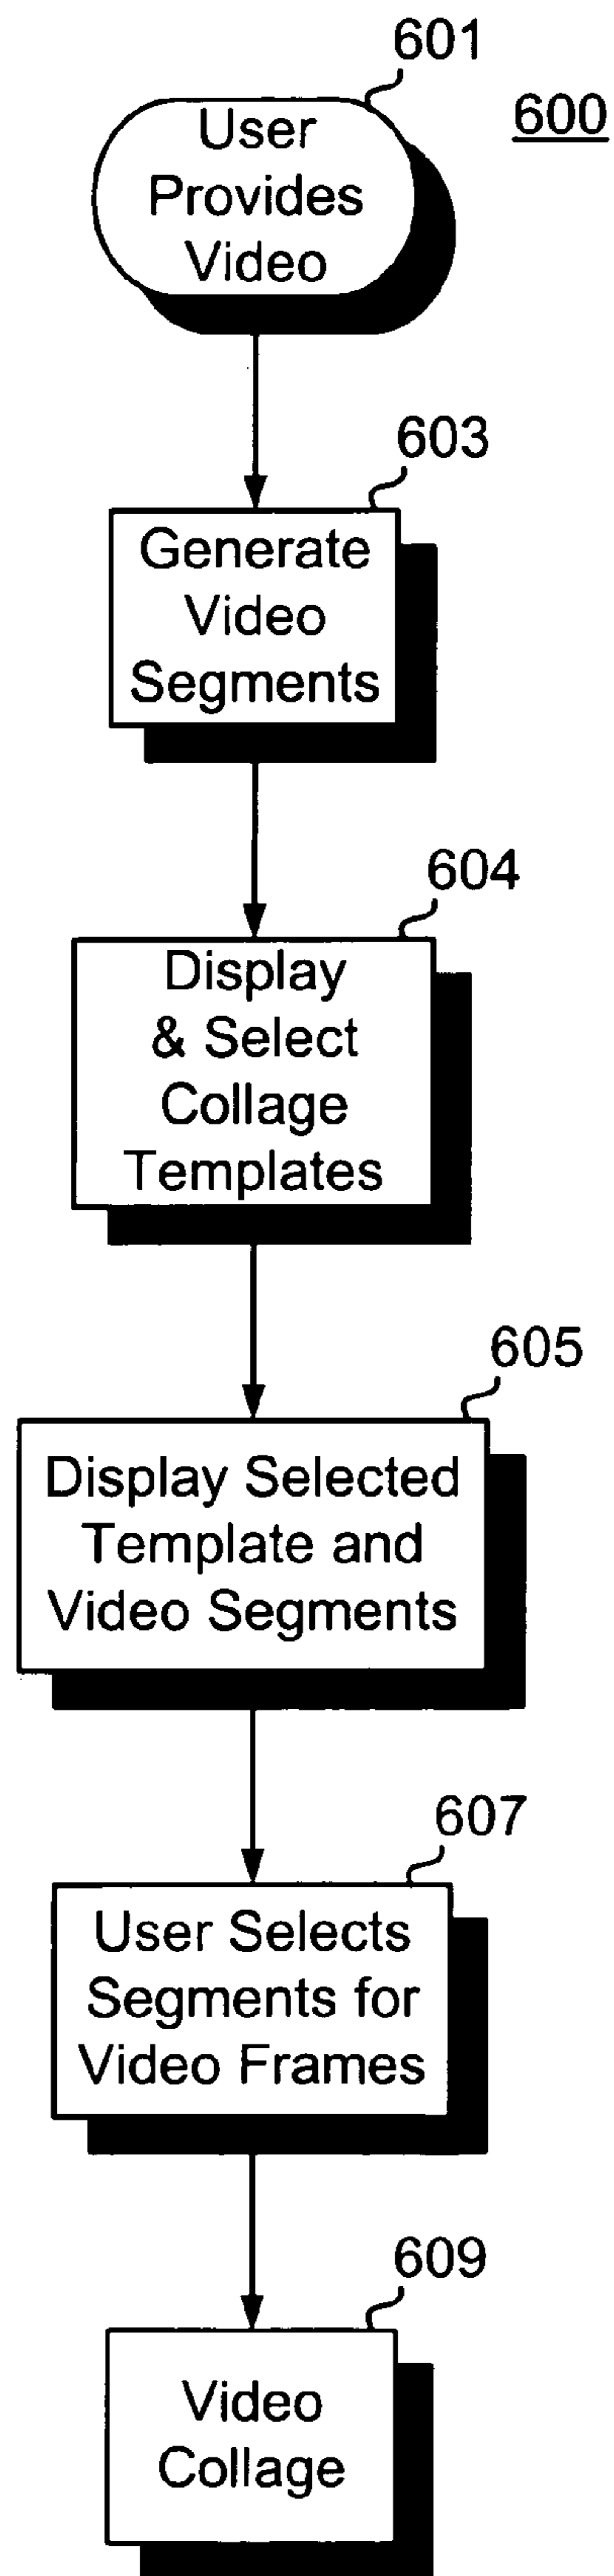 601
600
User
Provides
Video
603
Generate
Video
Segments
604
Display
& Select
Collage
Templates
605
Display Selected
Template and
Video Segments
607
User Selects
Segments for
Video Frames
609
Video
Collage